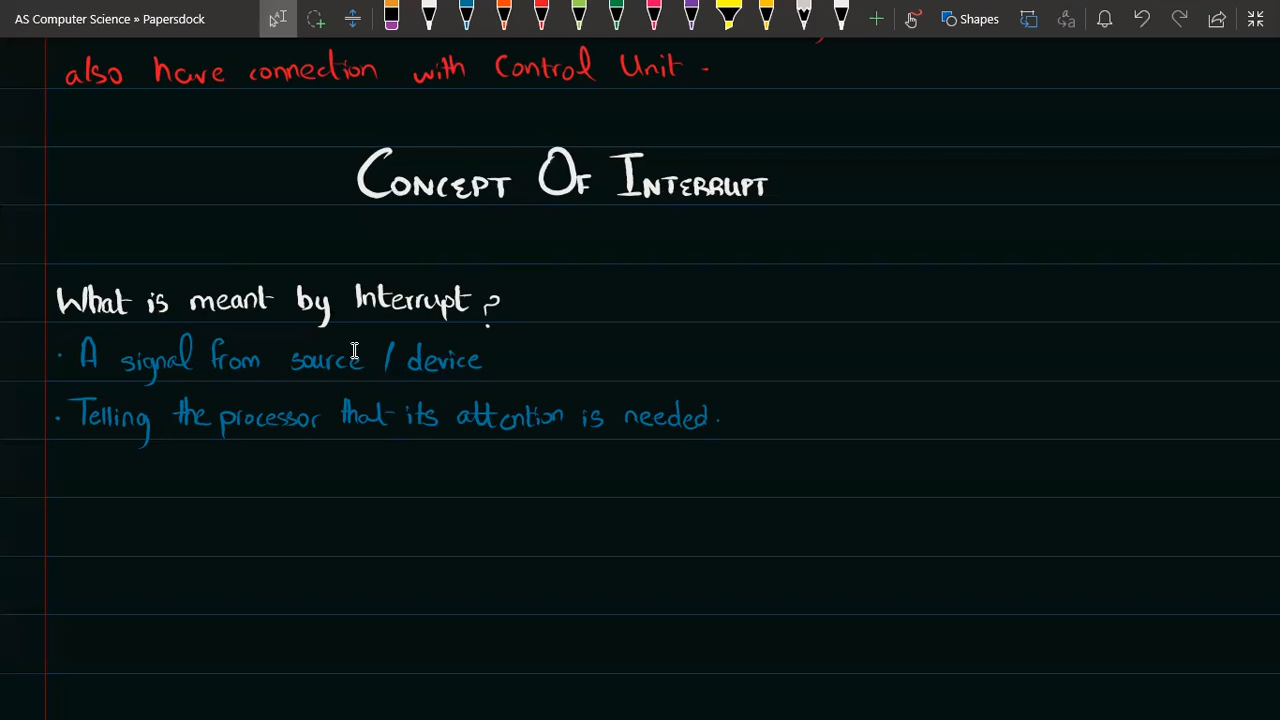 AS Computer Science » Papersdock
Shapes
also have connection with Control Unit.
CONCEPT OF INTERRUPT
What is meant by Interrupt?
· A signal from source / device
· Telling the processor that its attention is needed.